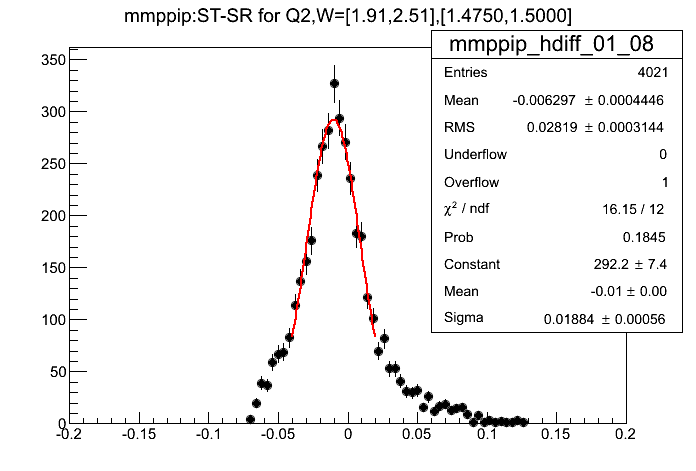 mmppip:ST-SR for Q2,W=[1.91,2.51],[1.4750,1.5000]
mmppip_hdiff_01_08
Entries 4021
Mean -0.006297 ± 0.0004446
RMS 0.02819 ± 0.0003144
Underflow 0
Overflow 1
χ² / ndf 16.15 / 12
Prob 0.1845
Constant 292.2 ± 7.4
Mean -0.01 ± 0.00
Sigma 0.01884 ± 0.00056
350
300
250
200
150
100
50
0
-0.2 -0.15 -0.1 -0.05 0 0.05 0.1 0.15 0.2